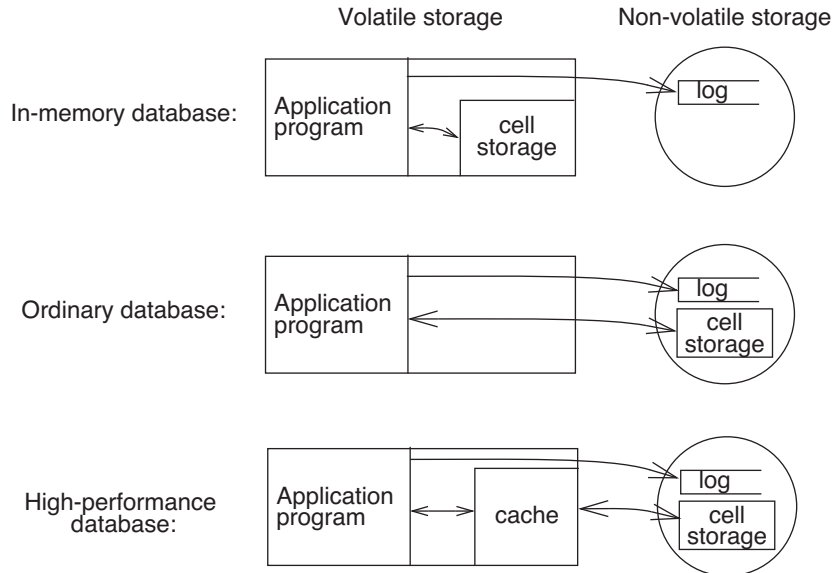 Volatile storage
Non-volatile storage
In-memory database:
Application
program
cell
storage
log
Ordinary database:
Application
program
log
cell
storage
High-performance
database:
Application
program
cache
log
cell
storage